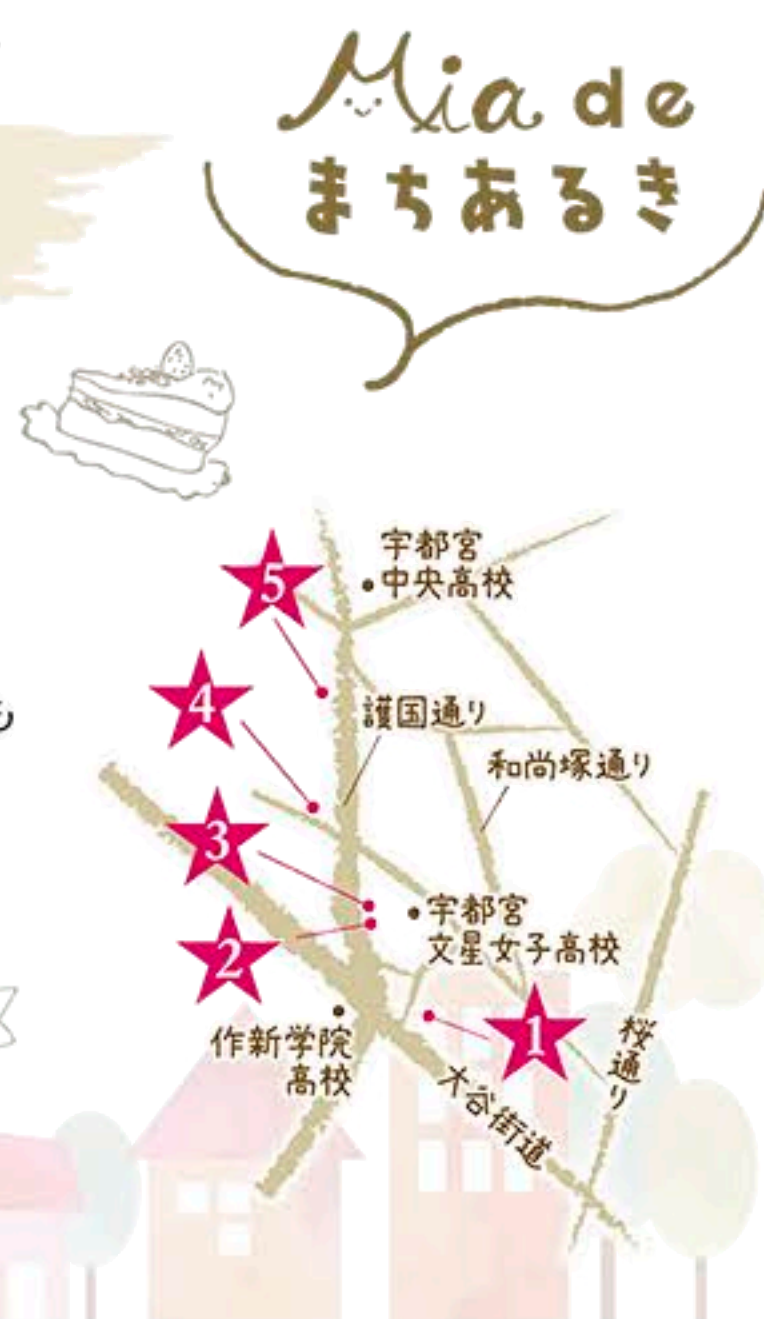 Mia de
まちあるき
5
宇都宮
中央高校
4
護国通り
和尚塚通り
3
宇都宮
文星女子高校
2
1
作新学院
高校
桜通り
大谷街道
も